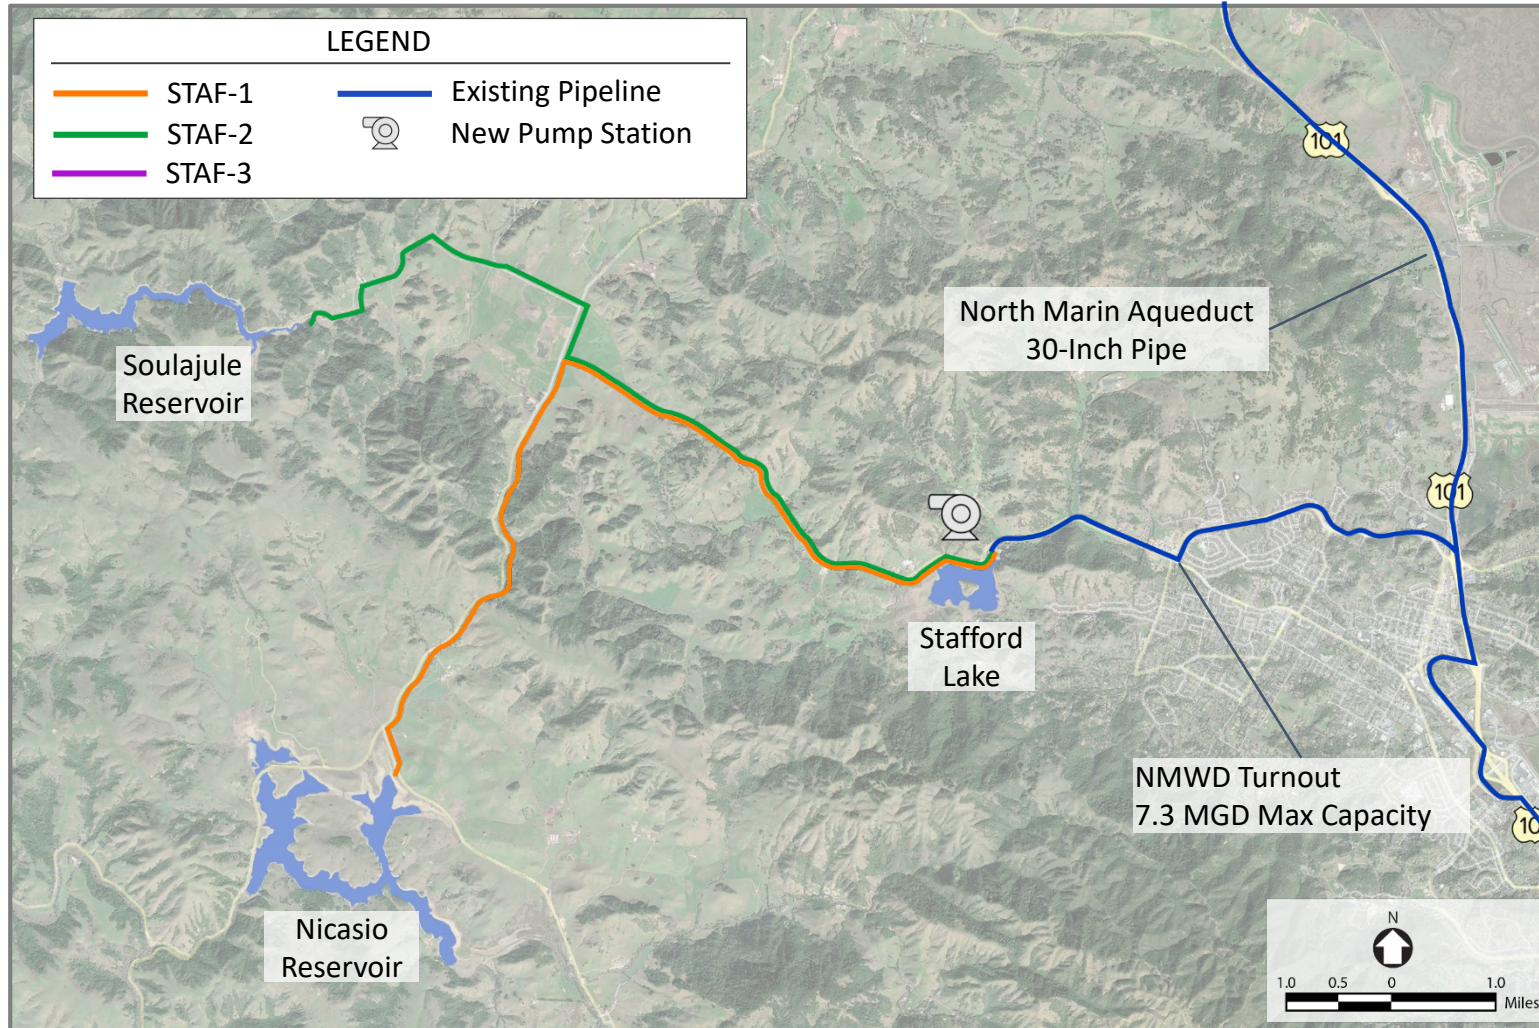 LEGEND
STAF-1
STAF-2
STAF-3
Existing Pipeline
New Pump Station
101
North Marin Aqueduct
30-Inch Pipe
Soulajule
Reservoir
101
Stafford
Lake
NMWD Turnout
7.3 MGD Max Capacity
10
Nicasio
Reservoir
N
1.0 0.5 0 1.0
Miles